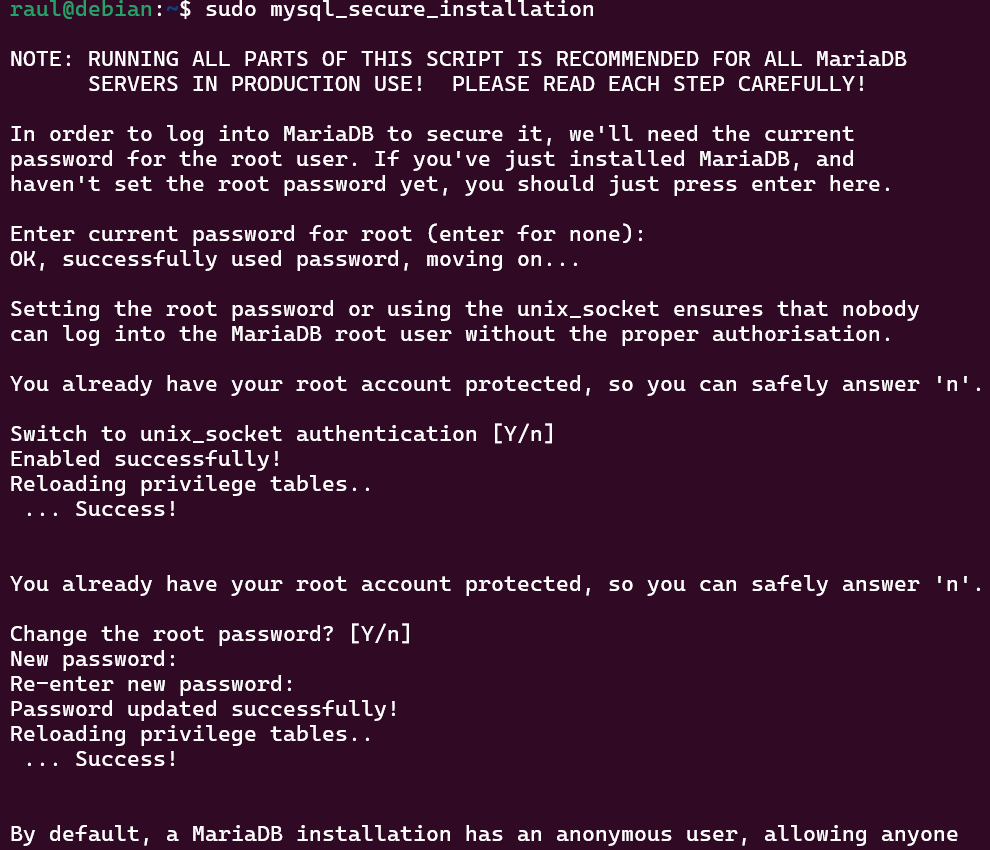 raul@debian:~$ sudo mysql_secure_installation
NOTE: RUNNING ALL PARTS OF THIS SCRIPT IS RECOMMENDED FOR ALL MariaDB
SERVERS IN PRODUCTION USE!  PLEASE READ EACH STEP CAREFULLY!
In order to log into MariaDB to secure it, we'll need the current
password for the root user. If you've just installed MariaDB, and
haven't set the root password yet, you should just press enter here.
Enter current password for root (enter for none):
OK, successfully used password, moving on...
Setting the root password or using the unix_socket ensures that nobody
can log into the MariaDB root user without the proper authorisation.
You already have your root account protected, so you can safely answer 'n'.
Switch to unix_socket authentication [Y/n]
Enabled successfully!
Reloading privilege tables..
... Success!
You already have your root account protected, so you can safely answer 'n'.
Change the root password? [Y/n]
New password:
Re-enter new password:
Password updated successfully!
Reloading privilege tables..
... Success!
By default, a MariaDB installation has an anonymous user, allowing anyone